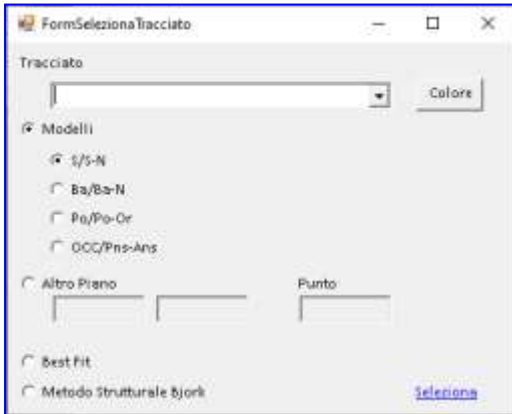 FormSelezionaTracciato
Tracciato
Colore
Modelli
S/S-N
Ba/Ba-N
Po/Po-Or
OCC/Pns-Ans
Altro Piano Punto
Best Fit
Metodo Strutturale Bjork Seleziona